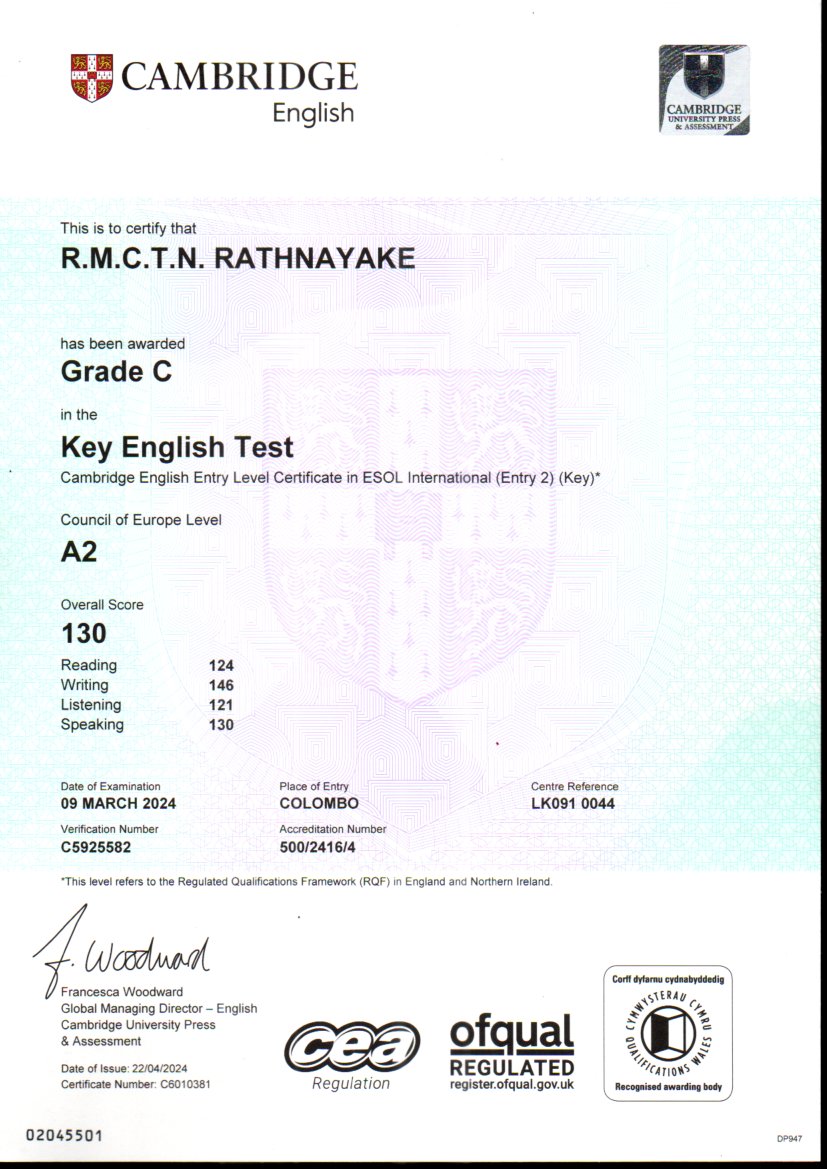 CAMBRIDGE
English
CAMBRIDGE
UNIVERSITY PRESS
& ASSESSMENT
This is to certify that
R.M.C.T.N. RATHNAYAKE
has been awarded
Grade C
in the
Key English Test
Cambridge English Entry Level Certificate in ESOL International (Entry 2) (Key)*
Council of Europe Level
A2
Overall Score
130
Reading 124
Writing 146
Listening 121
Speaking 130
Date of Examination Place of Entry Centre Reference
09 MARCH 2024 COLOMBO LK091 0044
Verification Number Accreditation Number
C5925582 500/2416/4
*This level refers to the Regulated Qualifications Framework (RQF) in England and Northern Ireland.
F. Woodward
Francesca Woodward
Global Managing Director – English
Cambridge University Press
& Assessment
Date of Issue: 22/04/2024
Certificate Number: C6010381
cea
Regulation
ofqual
REGULATED
register.ofqual.gov.uk
Corff dyfarnu cydnabyddedig
CYMWYSTERAU CYMRU
QUALIFICATIONS WALES
Recognised awarding body
02045501
DP947